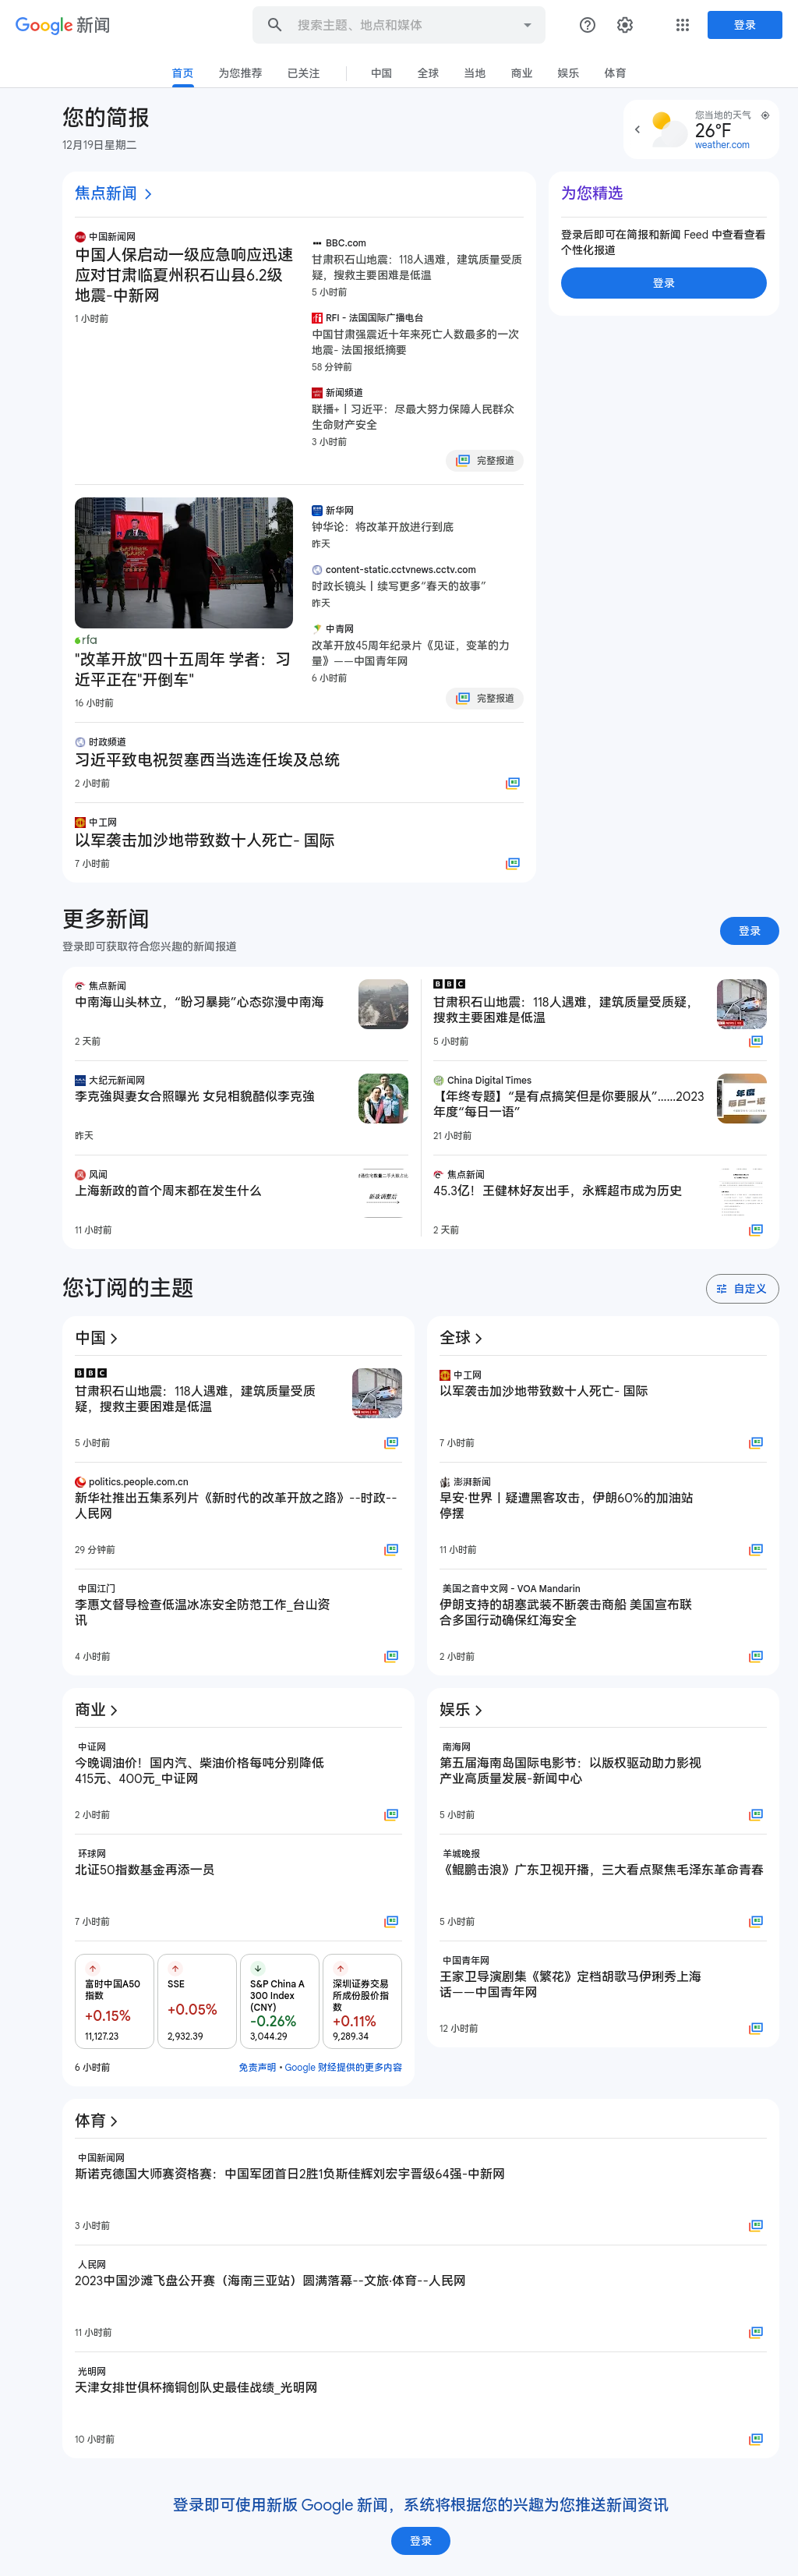 Google 新闻
搜索主题、地点和媒体
登录
首页 为您推荐 已关注 中国 全球 当地 商业 娱乐 体育
您的简报
12月19日星期二
您当地的天气
26°F
weather.com
焦点新闻
中国新闻网
中国人保启动一级应急响应迅速
应对甘肃临夏州积石山县6.2级
地震-中新网
1 小时前
BBC.com
甘肃积石山地震：118人遇难，建筑质量受质
疑，搜救主要困难是低温
5 小时前
RFI - 法国国际广播电台
中国甘肃强震近十年来死亡人数最多的一次
地震- 法国报纸摘要
58 分钟前
新闻频道
联播+丨习近平：尽最大努力保障人民群众
生命财产安全
3 小时前
完整报道
为您精选
登录后即可在简报和新闻 Feed 中查看查看
个性化报道
登录
rfa
"改革开放"四十五周年 学者：习
近平正在"开倒车"
16 小时前
新华网
钟华论：将改革开放进行到底
昨天
content-static.cctvnews.cctv.com
时政长镜头丨续写更多“春天的故事”
昨天
中青网
改革开放45周年纪录片《见证，变革的力
量》——中国青年网
6 小时前
完整报道
时政频道
习近平致电祝贺塞西当选连任埃及总统
2 小时前
中工网
以军袭击加沙地带致数十人死亡- 国际
7 小时前
更多新闻
登录即可获取符合您兴趣的新闻报道
登录
焦点新闻
中南海山头林立，“盼习暴毙”心态弥漫中南海
2 天前
大纪元新闻网
李克強與妻女合照曝光 女兒相貌酷似李克強
昨天
风闻
上海新政的首个周末都在发生什么
新政调整后
11 小时前
BBC
甘肃积石山地震：118人遇难，建筑质量受质疑，
搜救主要困难是低温
5 小时前
China Digital Times
【年终专题】“是有点搞笑但是你要服从”……2023
年度“每日一语”
年度
每日一语
21 小时前
焦点新闻
45.3亿！王健林好友出手，永辉超市成为历史
2 天前
您订阅的主题
自定义
中国
BBC
甘肃积石山地震：118人遇难，建筑质量受质
疑，搜救主要困难是低温
5 小时前
politics.people.com.cn
新华社推出五集系列片《新时代的改革开放之路》--时政--
人民网
29 分钟前
中国江门
李惠文督导检查低温冰冻安全防范工作_台山资
讯
4 小时前
全球
中工网
以军袭击加沙地带致数十人死亡- 国际
7 小时前
澎湃新闻
早安·世界丨疑遭黑客攻击，伊朗60%的加油站
停摆
11 小时前
美国之音中文网 - VOA Mandarin
伊朗支持的胡塞武装不断袭击商船 美国宣布联
合多国行动确保红海安全
2 小时前
商业
中证网
今晚调油价！国内汽、柴油价格每吨分别降低
415元、400元_中证网
2 小时前
环球网
北证50指数基金再添一员
7 小时前
富时中国A50
指数
+0.15%
11,127.23
SSE
+0.05%
2,932.39
S&P China A
300 Index
(CNY)
-0.26%
3,044.29
深圳证券交易
所成份股价指
数
+0.11%
9,289.34
6 小时前
免责声明 • Google 财经提供的更多内容
娱乐
南海网
第五届海南岛国际电影节：以版权驱动助力影视
产业高质量发展-新闻中心
5 小时前
羊城晚报
《鲲鹏击浪》广东卫视开播，三大看点聚焦毛泽东革命青春
5 小时前
中国青年网
王家卫导演剧集《繁花》定档胡歌马伊琍秀上海
话——中国青年网
12 小时前
体育
中国新闻网
斯诺克德国大师赛资格赛：中国军团首日2胜1负斯佳辉刘宏宇晋级64强-中新网
3 小时前
人民网
2023中国沙滩飞盘公开赛（海南三亚站）圆满落幕--文旅·体育--人民网
11 小时前
光明网
天津女排世俱杯摘铜创队史最佳战绩_光明网
10 小时前
登录即可使用新版 Google 新闻，系统将根据您的兴趣为您推送新闻资讯
登录